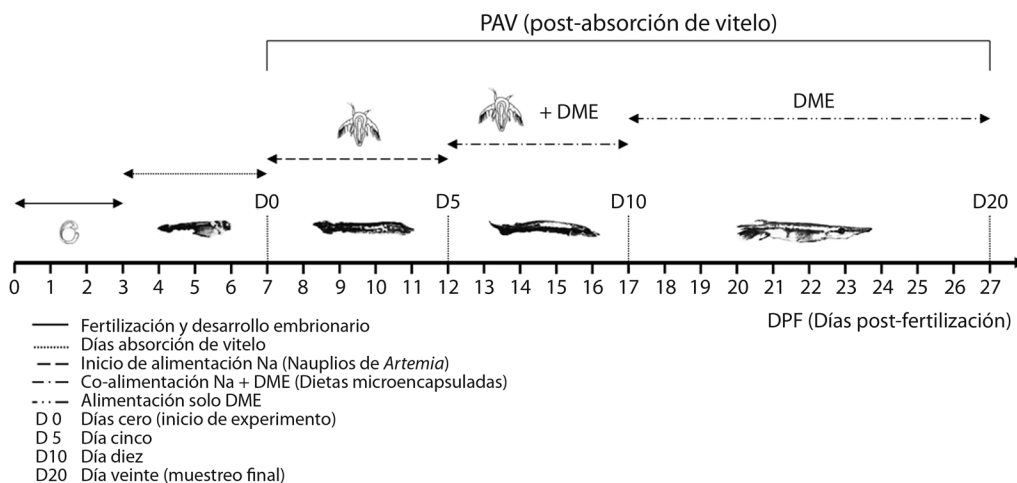 PAV (post-absorción de vitelo)
+ DME
DME
D0
D5
D10
D20
0 1 2 3 4 5 6 7 8 9 10 11 12 13 14 15 16 17 18 19 20 21 22 23 24 25 26 27
DPF (Días post-fertilización)
Fertilización y desarrollo embrionario
Días absorción de vitelo
Inicio de alimentación Na (Nauplios de Artemia)
Co-alimentación Na + DME (Dietas microencapsuladas)
Alimentación solo DME
D 0 Días cero (inicio de experimento)
D 5 Día cinco
D10 Día diez
D20 Día veinte (muestreo final)